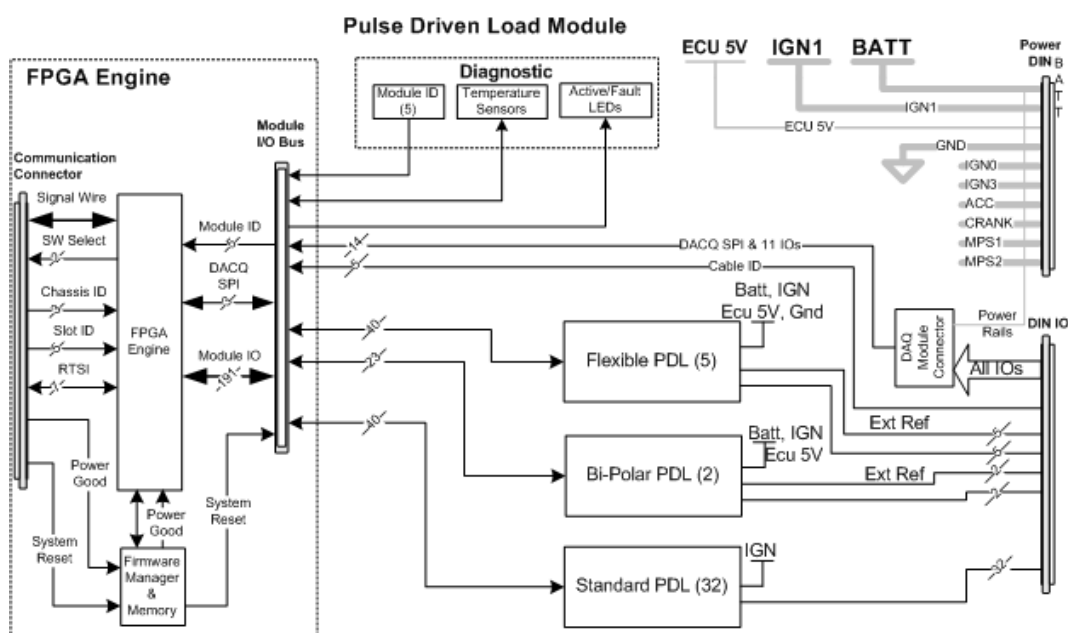 Pulse Driven Load Module
FPGA Engine
Diagnostic
Module ID
(5)
Temperature
Sensors
Active/Fault
LEDs
ECU 5V
IGN1
BATT
Power
DIN
BATT
IGN1
ECU 5V
GND
IGN0
IGN3
ACC
CRANK
MPS1
MPS2
Module
I/O Bus
Communication
Connector
Signal Wire
SW Select
Chassis ID
Slot ID
RTSI
FPGA
Engine
Module ID
DACQ
SPI
Module IO
-191-
-14-
DACQ SPI & 11 IOs
-5-
Cable ID
Power
Rails
DIN IO
DAQ
Module
Connector
All IOs
-40-
Batt, IGN
Ecu 5V, Gnd
Flexible PDL (5)
Ext Ref
-23-
Batt, IGN
Ecu 5V
Bi-Polar PDL (2)
Ext Ref
-40-
IGN
Standard PDL (32)
-32-
Power
Good
System
Reset
Power
Good
System
Reset
Firmware
Manager
&
Memory